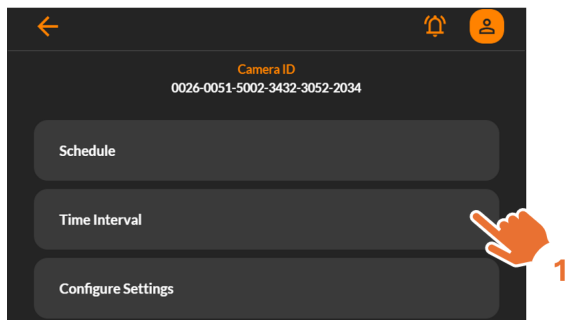 Camera ID
0026-0051-5002-3432-3052-2034
Schedule
Time Interval
1
Configure Settings